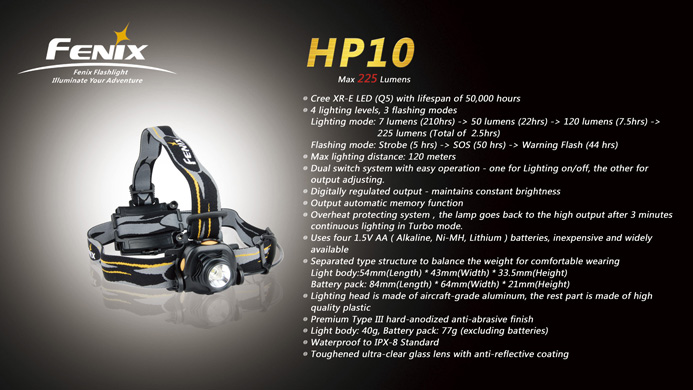 FENIX
Fenix Flashlight
Illuminate Your Adventure
HP10
Max 225 Lumens
Cree XR-E LED (Q5) with lifespan of 50,000 hours
4 lighting levels, 3 flashing modes
Lighting mode: 7 lumens (210hrs) -> 50 lumens (22hrs) -> 120 lumens (7.5hrs) ->
225 lumens (Total of 2.5hrs)
Flashing mode: Strobe (5 hrs) -> SOS (50 hrs) -> Warning Flash (44 hrs)
Max lighting distance: 120 meters
Dual switch system with easy operation - one for Lighting on/off, the other for
output adjusting.
Digitally regulated output - maintains constant brightness
Output automatic memory function
Overheat protecting system , the lamp goes back to the high output after 3 minutes
continuous lighting in Turbo mode.
Uses four 1.5V AA ( Alkaline, Ni-MH, Lithium ) batteries, inexpensive and widely
available
Separated type structure to balance the weight for comfortable wearing
Light body:54mm(Length) * 43mm(Width) * 33.5mm(Height)
Battery pack: 84mm(Length) * 64mm(Width) * 21mm(Height)
Lighting head is made of aircraft-grade aluminum, the rest part is made of high
quality plastic
Premium Type III hard-anodized anti-abrasive finish
Light body: 40g, Battery pack: 77g (excluding batteries)
Waterproof to IPX-8 Standard
Toughened ultra-clear glass lens with anti-reflective coating